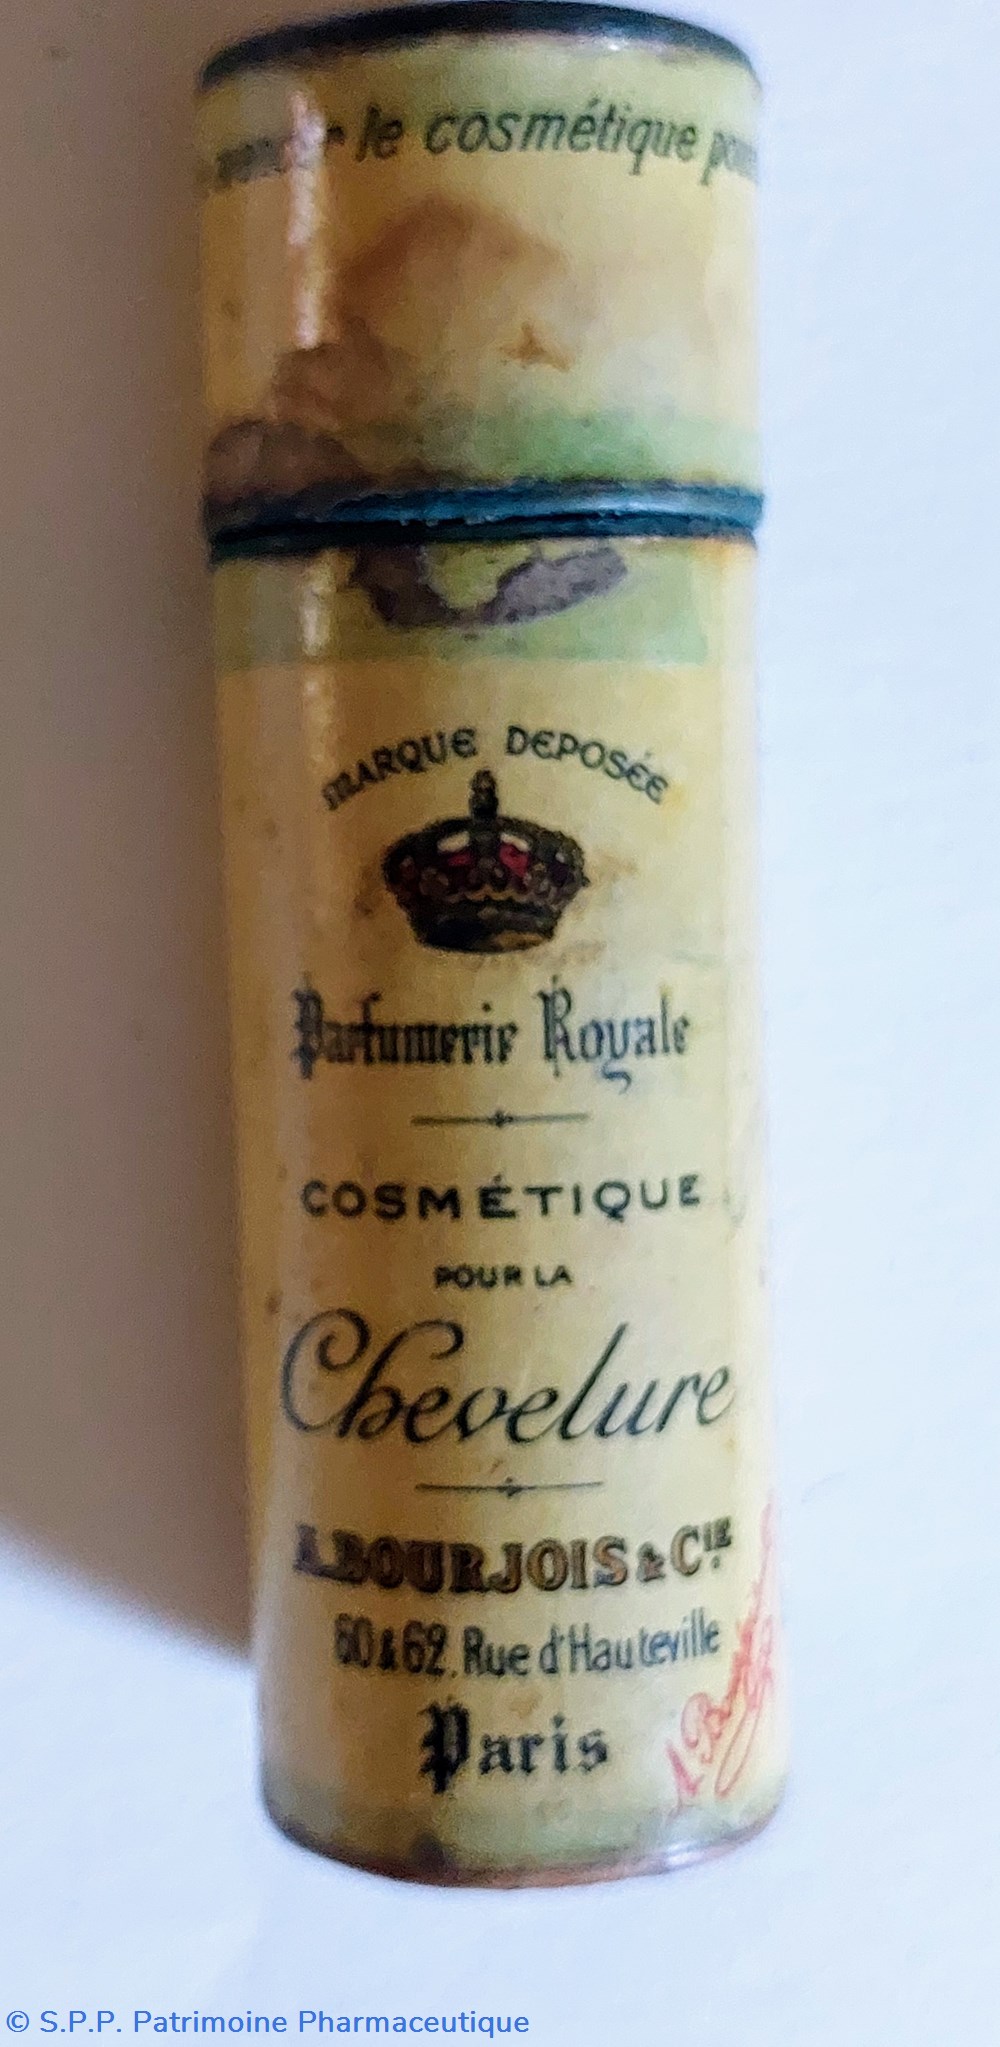 le cosmétique pour
MARQUE DEPOSÉE
Parfumerie Royale
COSMÉTIQUE
POUR LA
Chevelure
A. BOURJOIS & CIE
60 & 62, Rue d'Hauteville
Paris
© S.P.P. Patrimoine Pharmaceutique